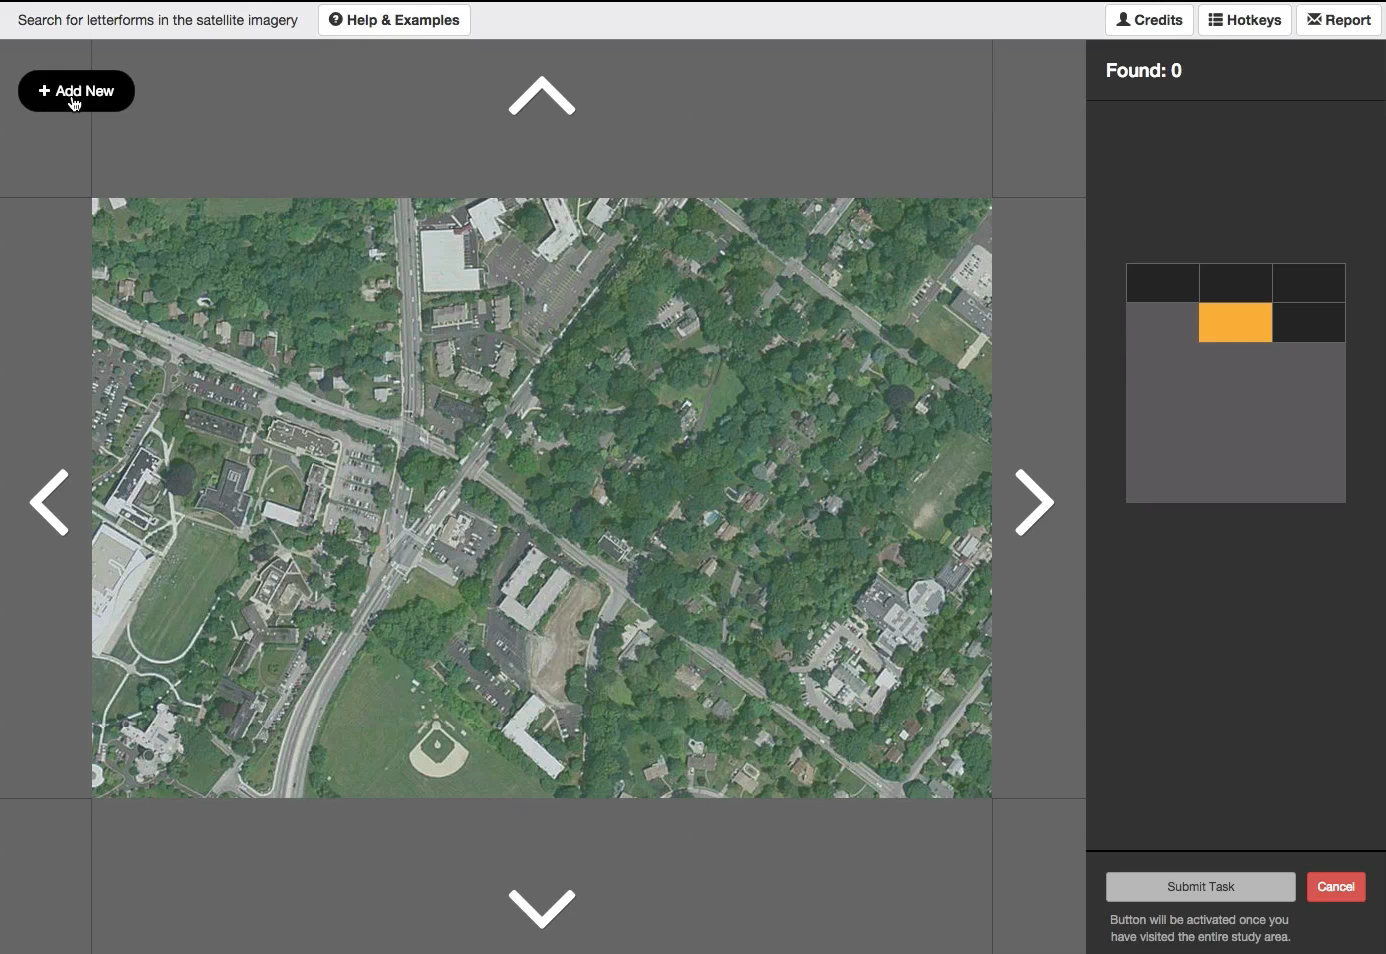 Search for letterforms in the satellite imagery
Help & Examples
Credits
Hotkeys
Report
Add New
Found: 0
Submit Task
Cancel
Button will be activated once you
have visited the entire study area.